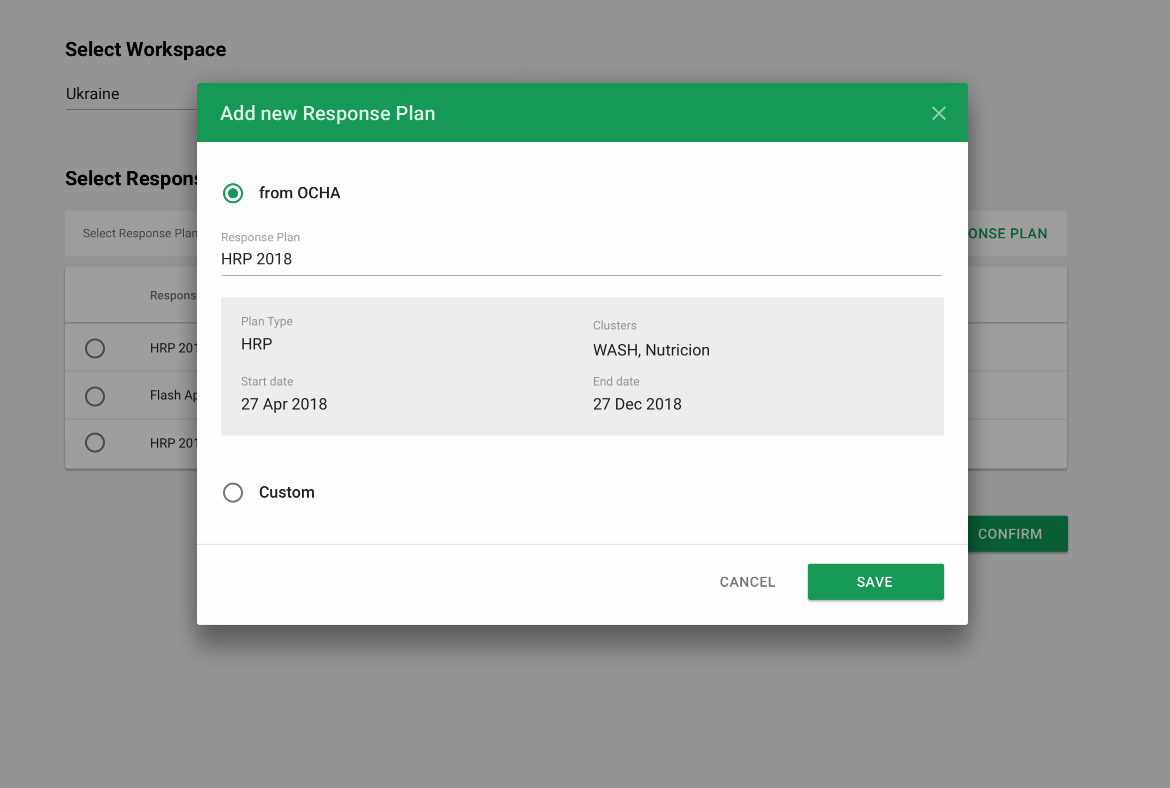 Select Workspace
Ukraine
Add new Response Plan
Select Respons
from OCHA
Select Response Plan
ONSE PLAN
Response Plan
HRP 2018
Respons
Plan Type
Clusters
HRP
WASH, Nutricion
HRP 201
Start date
End date
27 Apr 2018
27 Dec 2018
Flash Ap
HRP 201
Custom
CONFIRM
CANCEL
SAVE